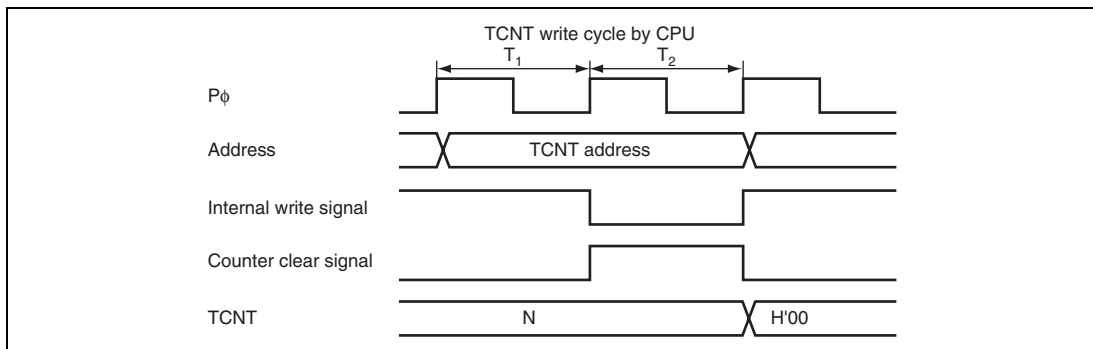 TCNT write cycle by CPU
T1 T2
Pϕ
Address TCNT address
Internal write signal
Counter clear signal
TCNT N H'00